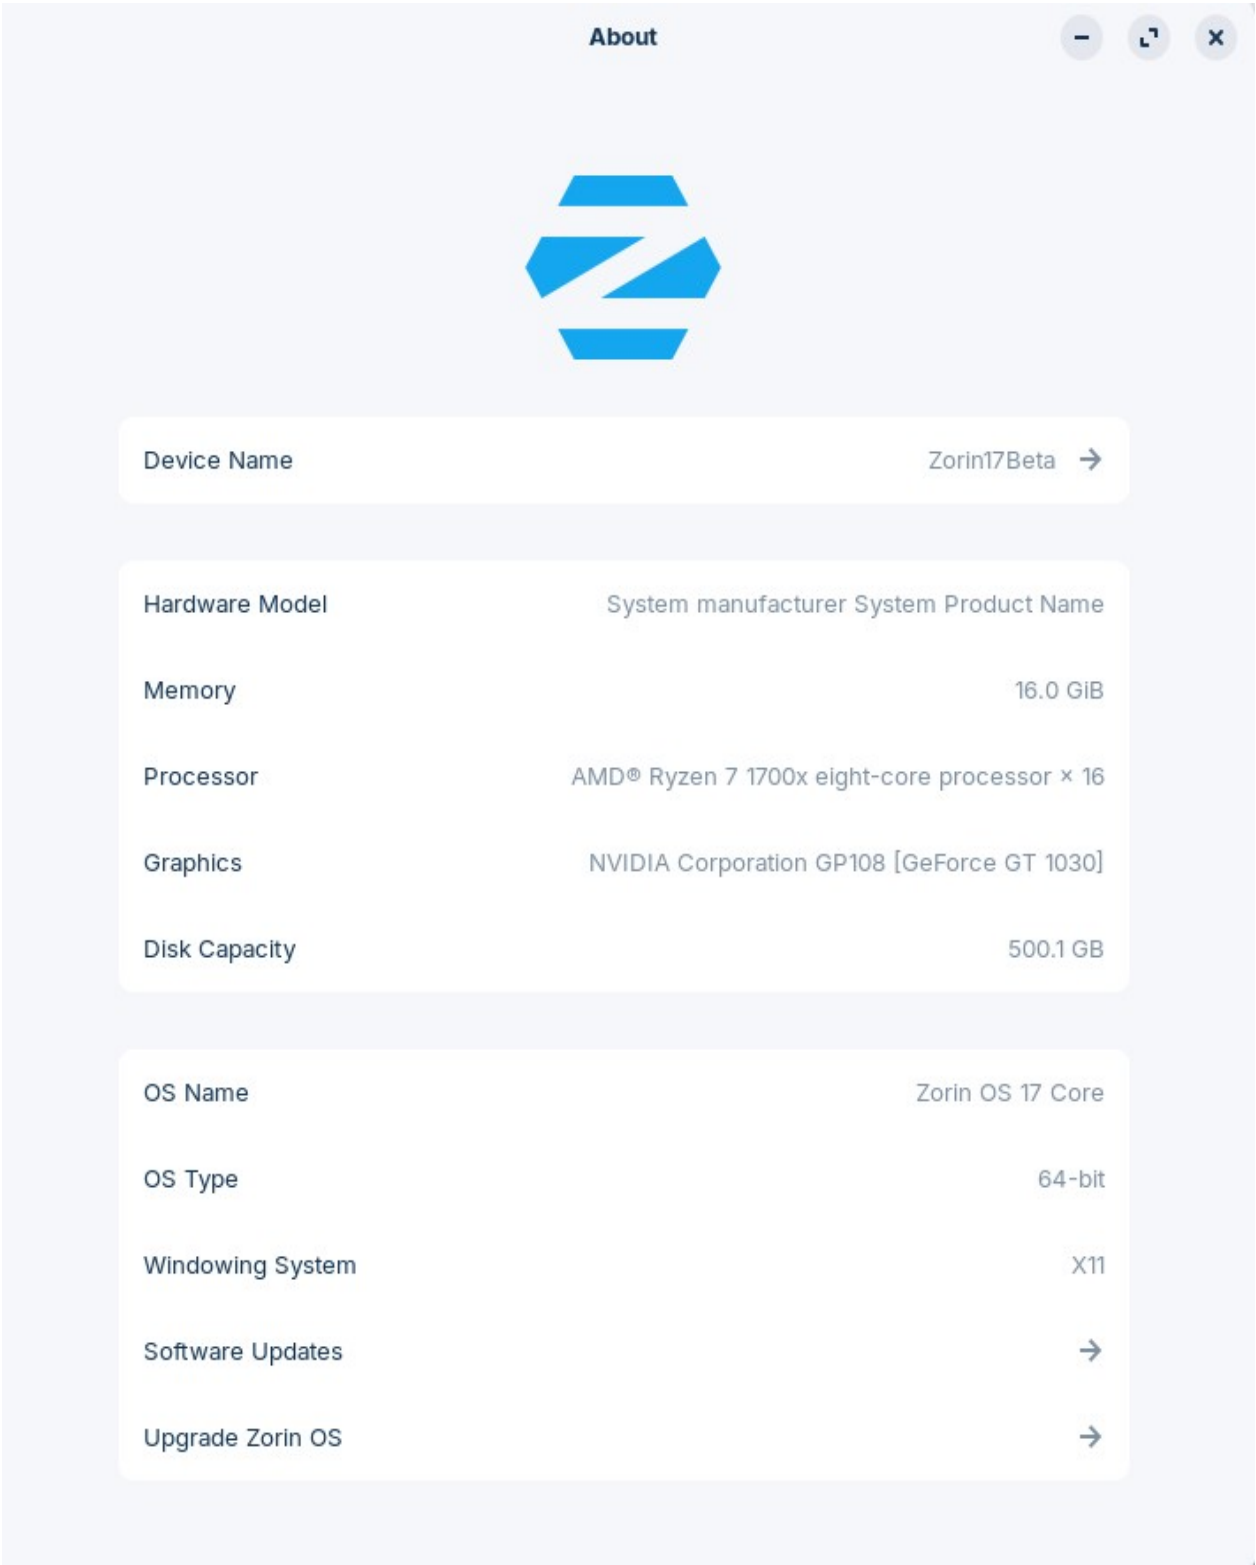 About
Device Name Zorin17Beta
Hardware Model System manufacturer System Product Name
Memory 16.0 GiB
Processor AMD® Ryzen 7 1700x eight-core processor × 16
Graphics NVIDIA Corporation GP108 [GeForce GT 1030]
Disk Capacity 500.1 GB
OS Name Zorin OS 17 Core
OS Type 64-bit
Windowing System X11
Software Updates
Upgrade Zorin OS